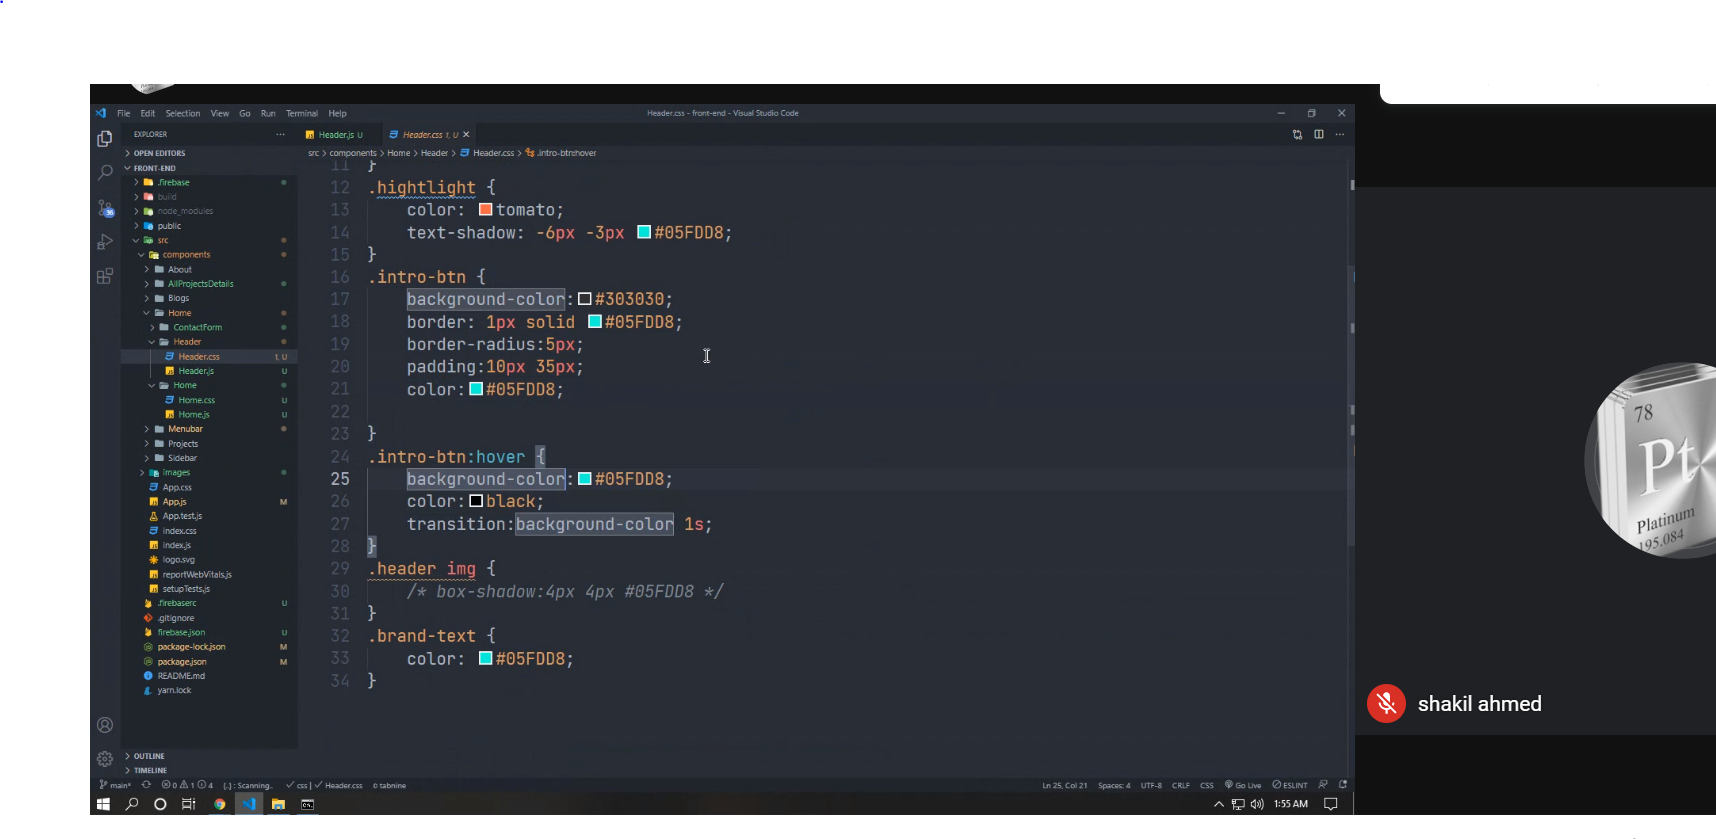 File Edit Selection View Go Run Terminal Help
Header.css - front-end - Visual Studio Code
EXPLORER
Header.js U
Header.css 1, U
OPEN EDITORS
src > components > Home > Header > Header.css > .intro-btn:hover
FRONT-END
.firebase
build
node_modules
public
src
components
About
AllProjectsDetails
Blogs
Home
ContactForm
Header
Header.css 1, U
Header.js U
Home
Home.css U
Home.js U
Menubar
Projects
Sidebar
images
App.css
App.js M
App.test.js
index.css
index.js
logo.svg
reportWebVitals.js
setupTests.js
.firebaserc U
.gitignore
firebase.json U
package-lock.json M
package.json M
README.md
yarn.lock
OUTLINE
TIMELINE
11 }
12 .hightlight {
13 color: tomato;
14 text-shadow: -6px -3px #05FDD8;
15 }
16 .intro-btn {
17 background-color:#303030;
18 border: 1px solid #05FDD8;
19 border-radius:5px;
20 padding:10px 35px;
21 color:#05FDD8;
22
23 }
24 .intro-btn:hover {
25 background-color:#05FDD8;
26 color:black;
27 transition:background-color 1s;
28 }
29 .header img {
30 /* box-shadow:4px 4px #05FDD8 */
31 }
32 .brand-text {
33 color: #05FDD8;
34 }
78
Pt
Platinum
195.084
shakil ahmed
main* 0 1 4 {..} : Scanning.. css | Header.css tabnine
Ln 25, Col 21 Spaces: 4 UTF-8 CRLF CSS Go Live ESLINT
1:55 AM